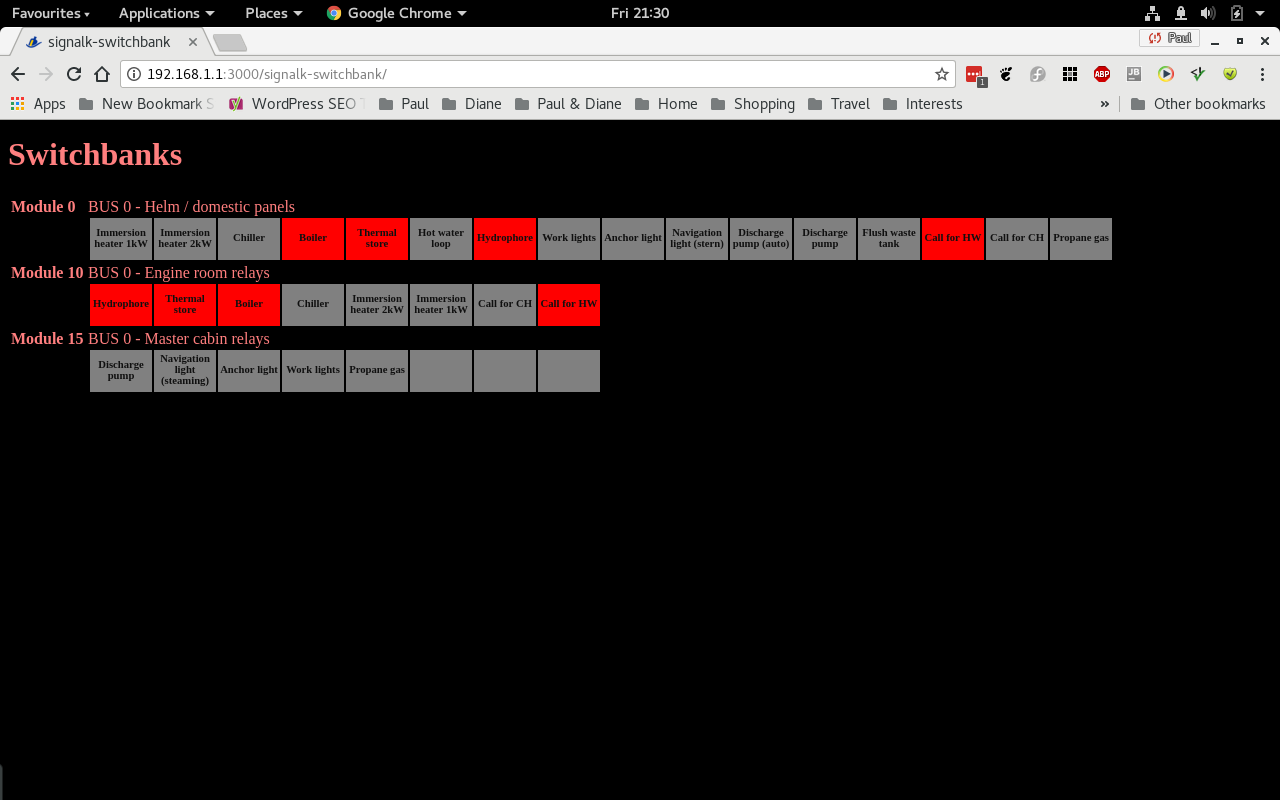 Favourites Applications Places Google Chrome Fri 21:30
signalk-switchbank Paul
192.168.1.1:3000/signalk-switchbank/ 1 ABP JB
Apps New Bookmark WordPress SEO Paul Diane Paul & Diane Home Shopping Travel Interests » Other bookmarks
Switchbanks
Module 0 BUS 0 - Helm / domestic panels
Immersion heater 1kW Immersion heater 2kW Chiller Boiler Thermal store Hot water loop Hydrophore Work lights Anchor light Navigation light (stern) Discharge pump (auto) Discharge pump Flush waste tank Call for HW Call for CH Propane gas
Module 10 BUS 0 - Engine room relays
Hydrophore Thermal store Boiler Chiller Immersion heater 2kW Immersion heater 1kW Call for CH Call for HW
Module 15 BUS 0 - Master cabin relays
Discharge pump Navigation light (steaming) Anchor light Work lights Propane gas